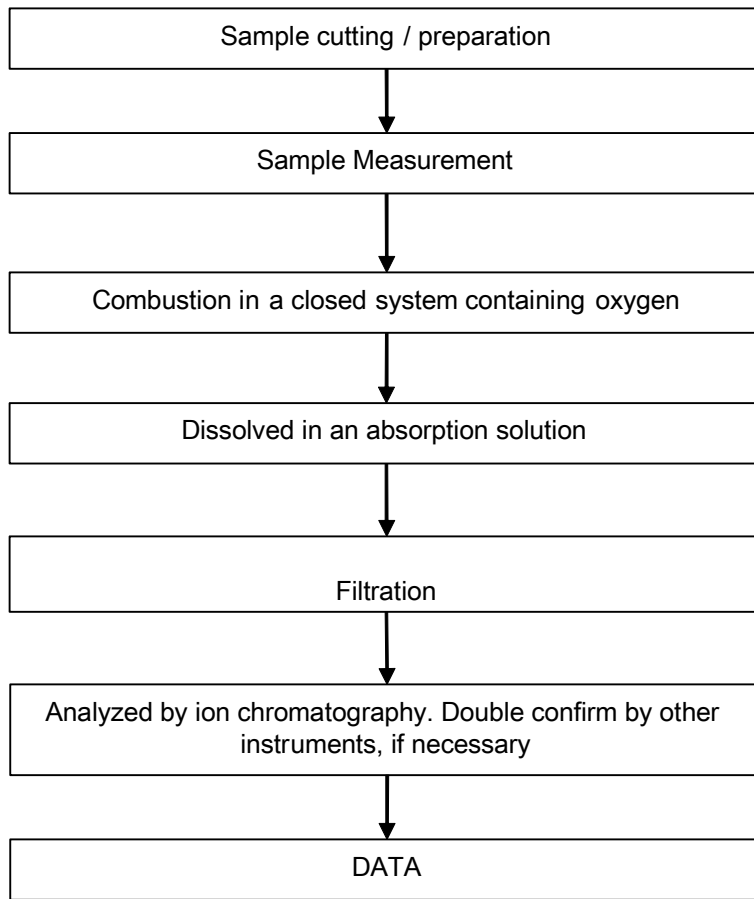 Sample cutting / preparation
Sample Measurement
Combustion in a closed system containing oxygen
Dissolved in an absorption solution
Filtration
Analyzed by ion chromatography. Double confirm by other
instruments, if necessary
DATA